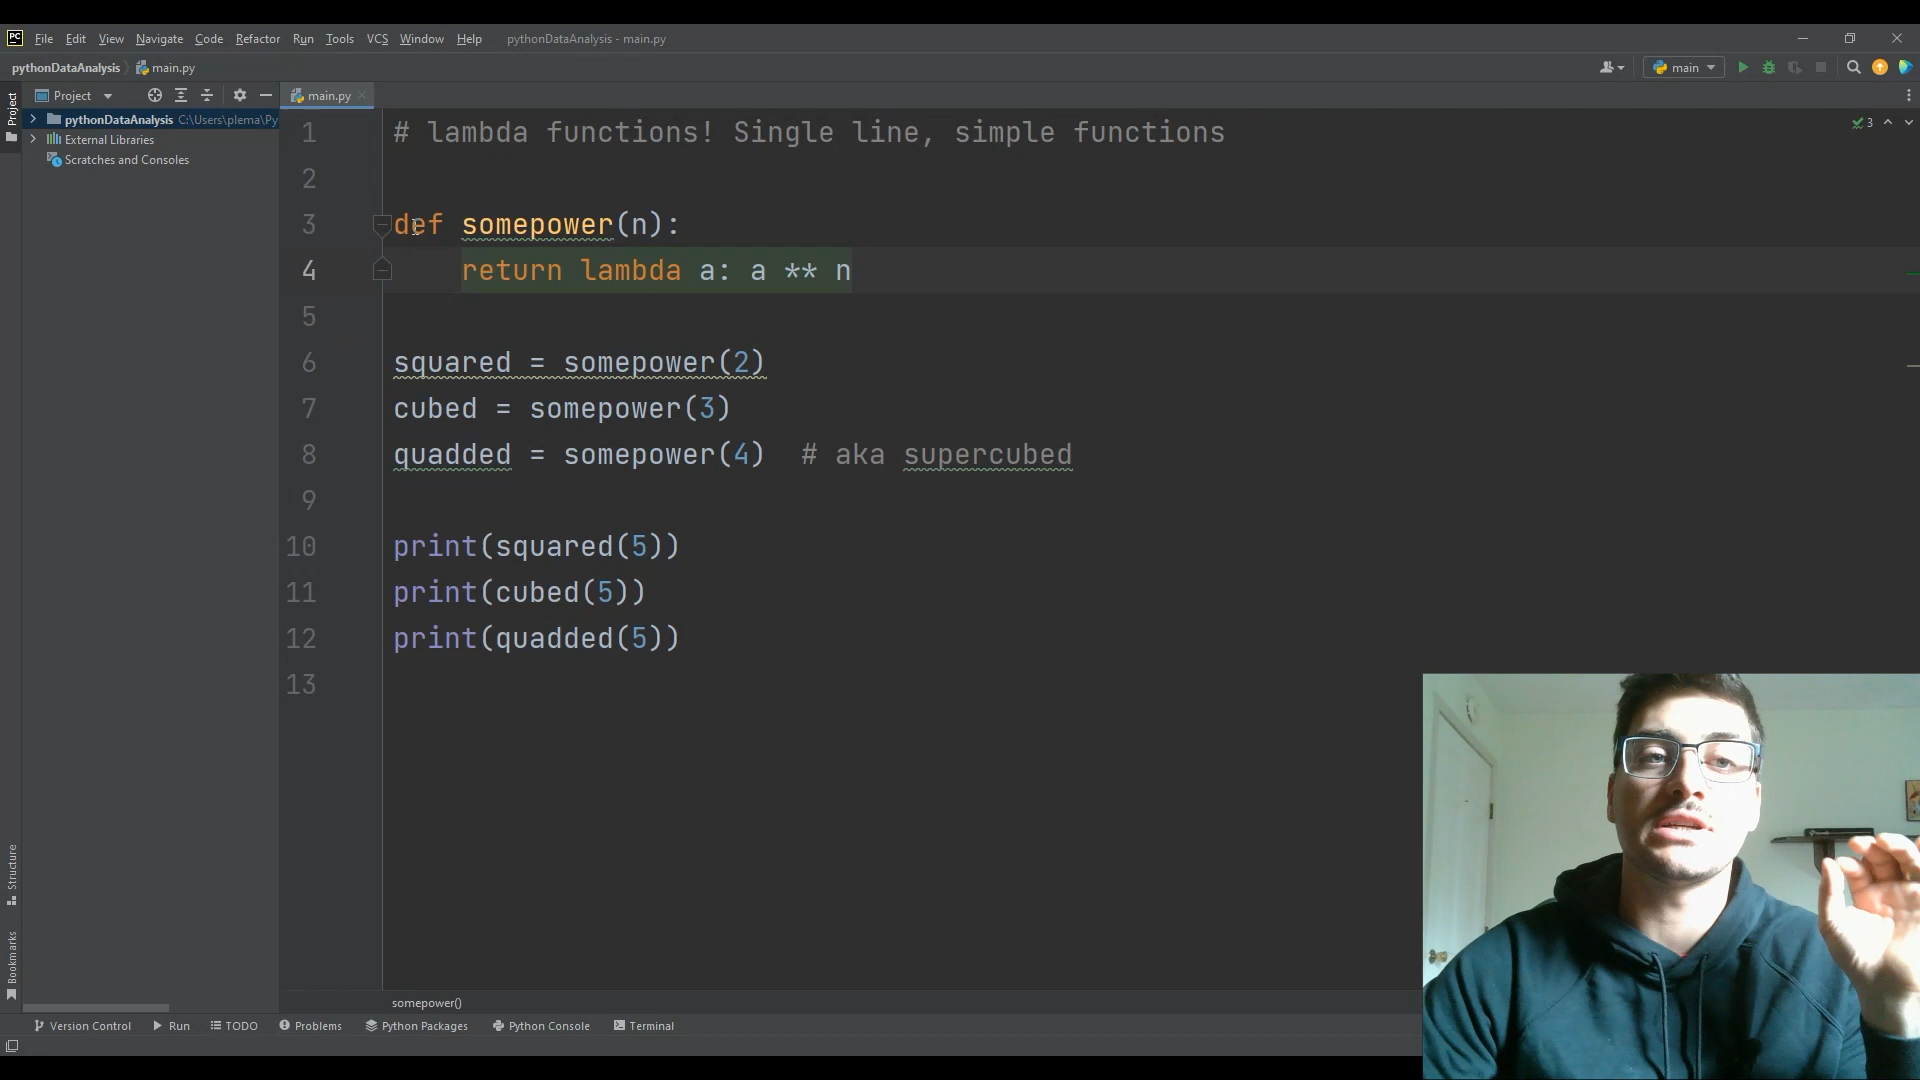 PC File Edit View Navigate Code Refactor Run Tools VCS Window Help pythonDataAnalysis - main.py
pythonDataAnalysis main.py main
Project main.py
pythonDataAnalysis C:\Users\plema\Py
External Libraries
Scratches and Consoles
Project
Structure
Bookmarks
3
1 # lambda functions! Single line, simple functions
2
3 def somepower(n):
4 return lambda a: a ** n
5
6 squared = somepower(2)
7 cubed = somepower(3)
8 quadded = somepower(4) # aka supercubed
9
10 print(squared(5))
11 print(cubed(5))
12 print(quadded(5))
13
somepower()
Version Control Run TODO Problems Python Packages Python Console Terminal